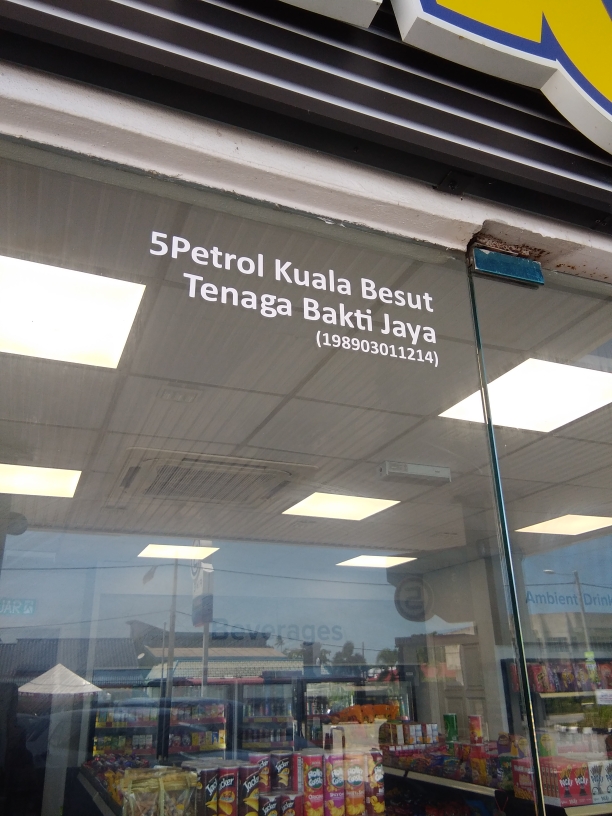 5Petrol Kuala Besut
Tenaga Bakti Jaya
(198903011214)
Ambient Drink
Beverages